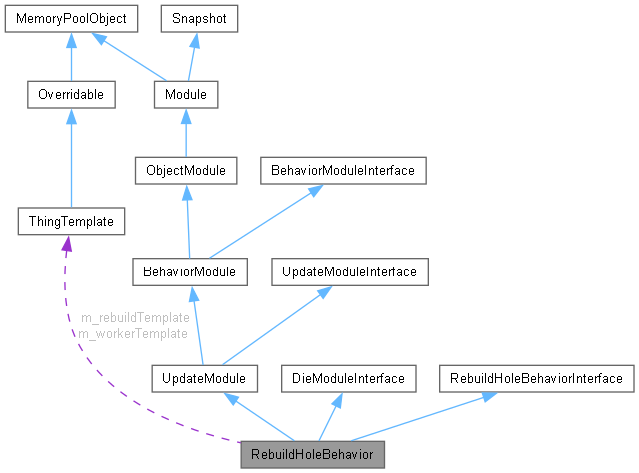 MemoryPoolObject
Snapshot
Overridable
Module
ObjectModule
BehaviorModuleInterface
ThingTemplate
BehaviorModule
UpdateModuleInterface
m_rebuildTemplate
m_workerTemplate
UpdateModule
DieModuleInterface
RebuildHoleBehaviorInterface
RebuildHoleBehavior